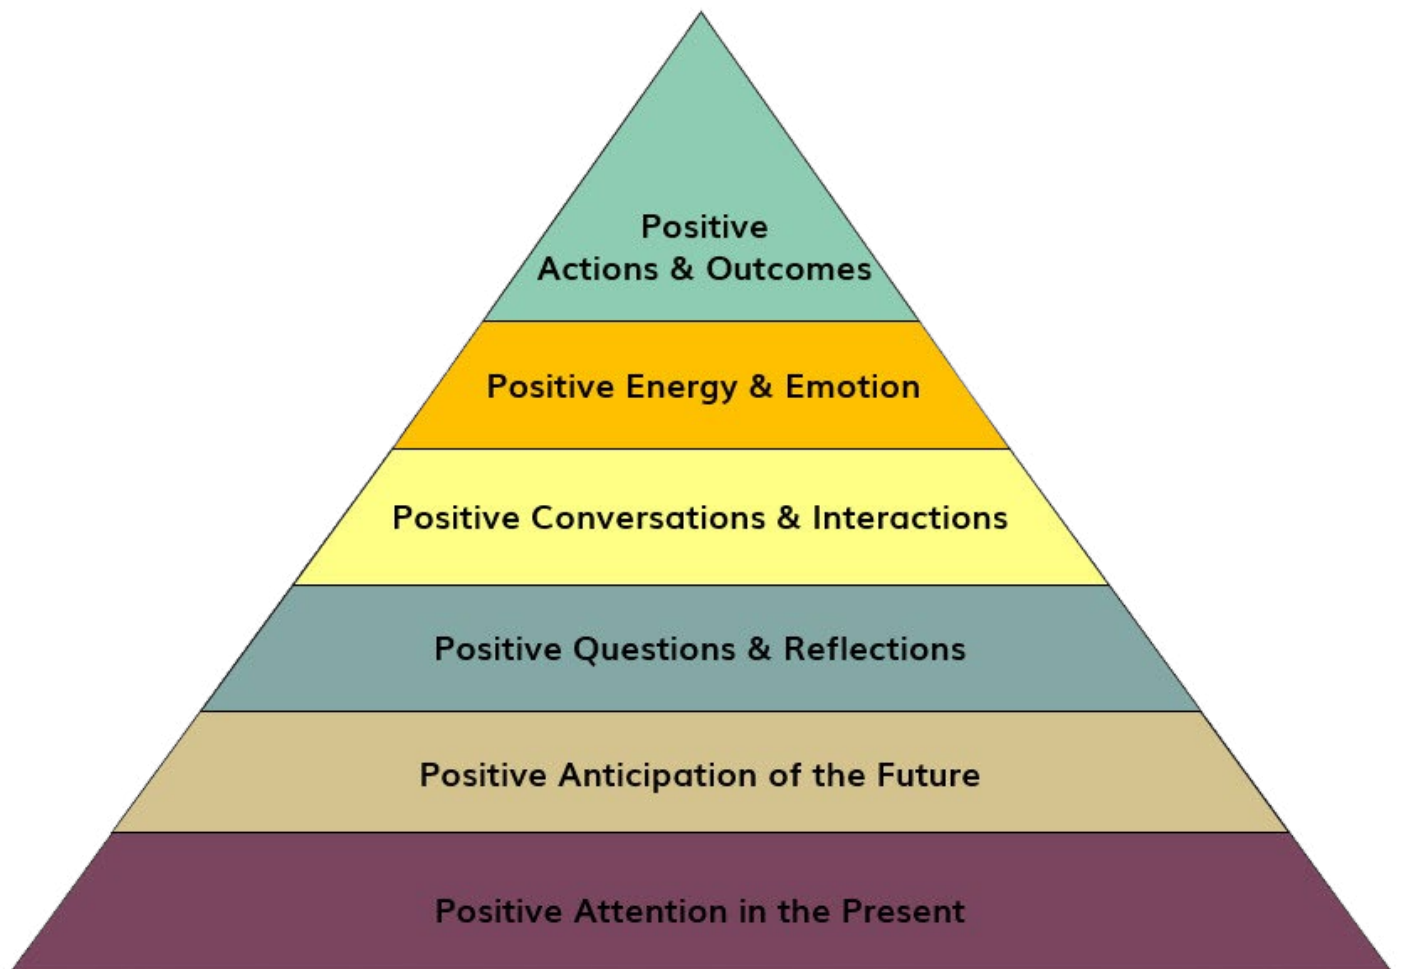 Positive
Actions & Outcomes
Positive Energy & Emotion
Positive Conversations & Interactions
Positive Questions & Reflections
Positive Anticipation of the Future
Positive Attention in the Present